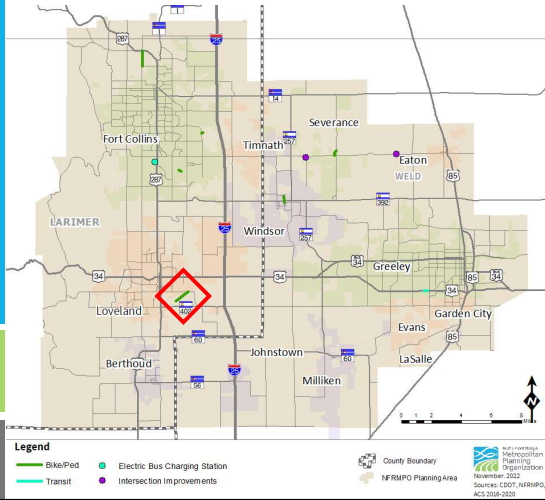 287
25
14
Severance
Fort Collins
Timnath
257
Eaton
WELD
85
287
392
LARIMER
25
Windsor
257
34
34
Greeley
85
34
34
402
Loveland
Garden City
60
Evans
85
Johnstown
60
LaSalle
Berthoud
25
56
Milliken
N
0 1 2 4 6 8
Miles
Legend
Bike/Ped
Electric Bus Charging Station
County Boundary
Transit
Intersection Improvements
NFRMPO Planning Area
Metropolitan
Planning
Organization
November, 2022
Sources: CDOT, NFRMPO,
ACS 2016-2020